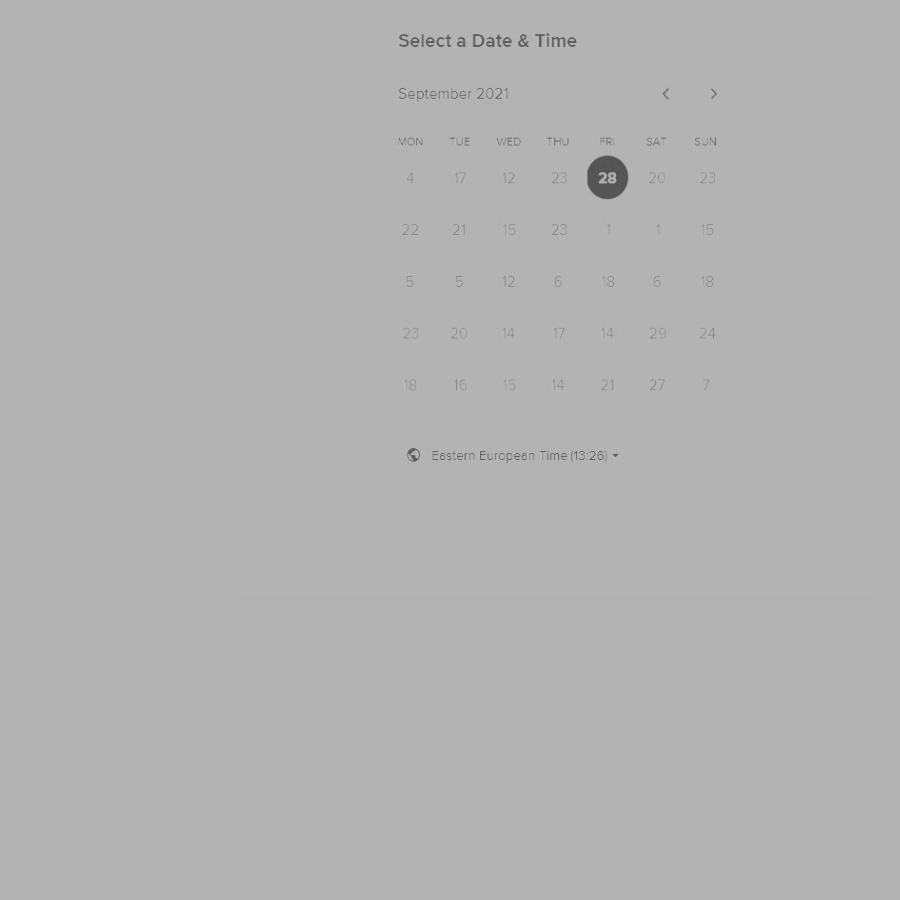 Select a Date & Time
September 2021
MON TUE WED THU FRI SAT SUN
4 17 12 23 28 20 23
22 21 15 23 1 1 15
5 5 12 6 18 6 18
23 20 14 17 14 29 24
18 16 15 14 21 27 7
Eastern European Time (13:26)